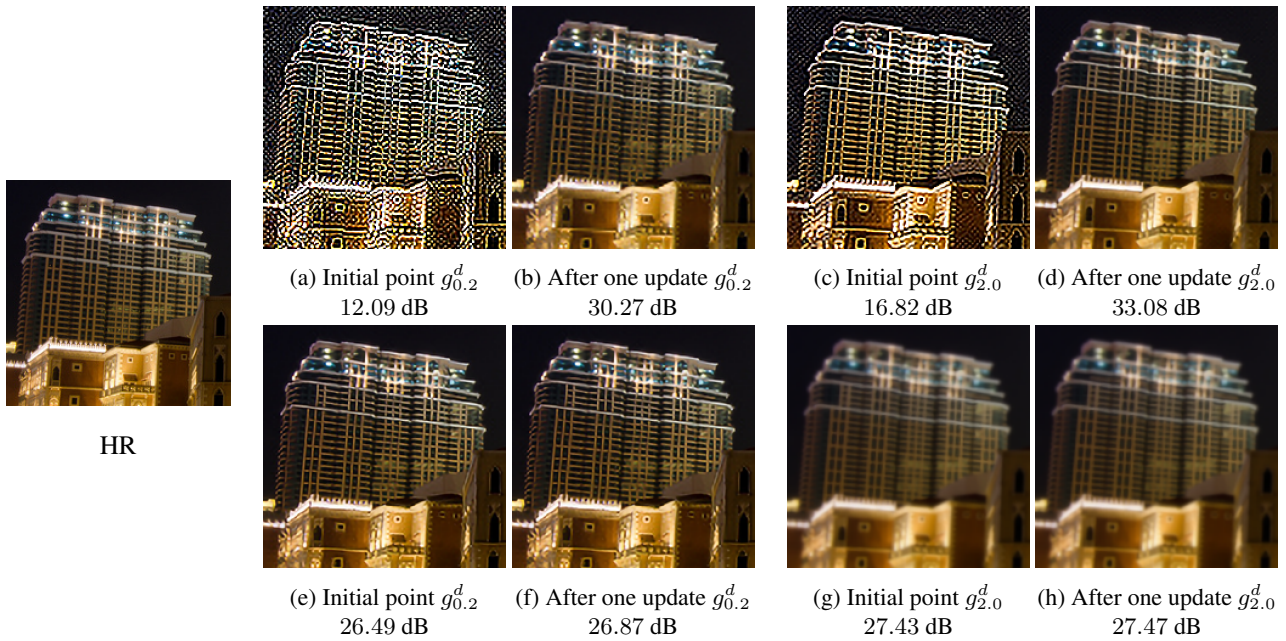 HR
(a) Initial point $g^d_{0.2}$
12.09 dB
(b) After one update $g^d_{0.2}$
30.27 dB
(c) Initial point $g^d_{2.0}$
16.82 dB
(d) After one update $g^d_{2.0}$
33.08 dB
(e) Initial point $g^d_{0.2}$
26.49 dB
(f) After one update $g^d_{0.2}$
26.87 dB
(g) Initial point $g^d_{2.0}$
27.43 dB
(h) After one update $g^d_{2.0}$
27.47 dB